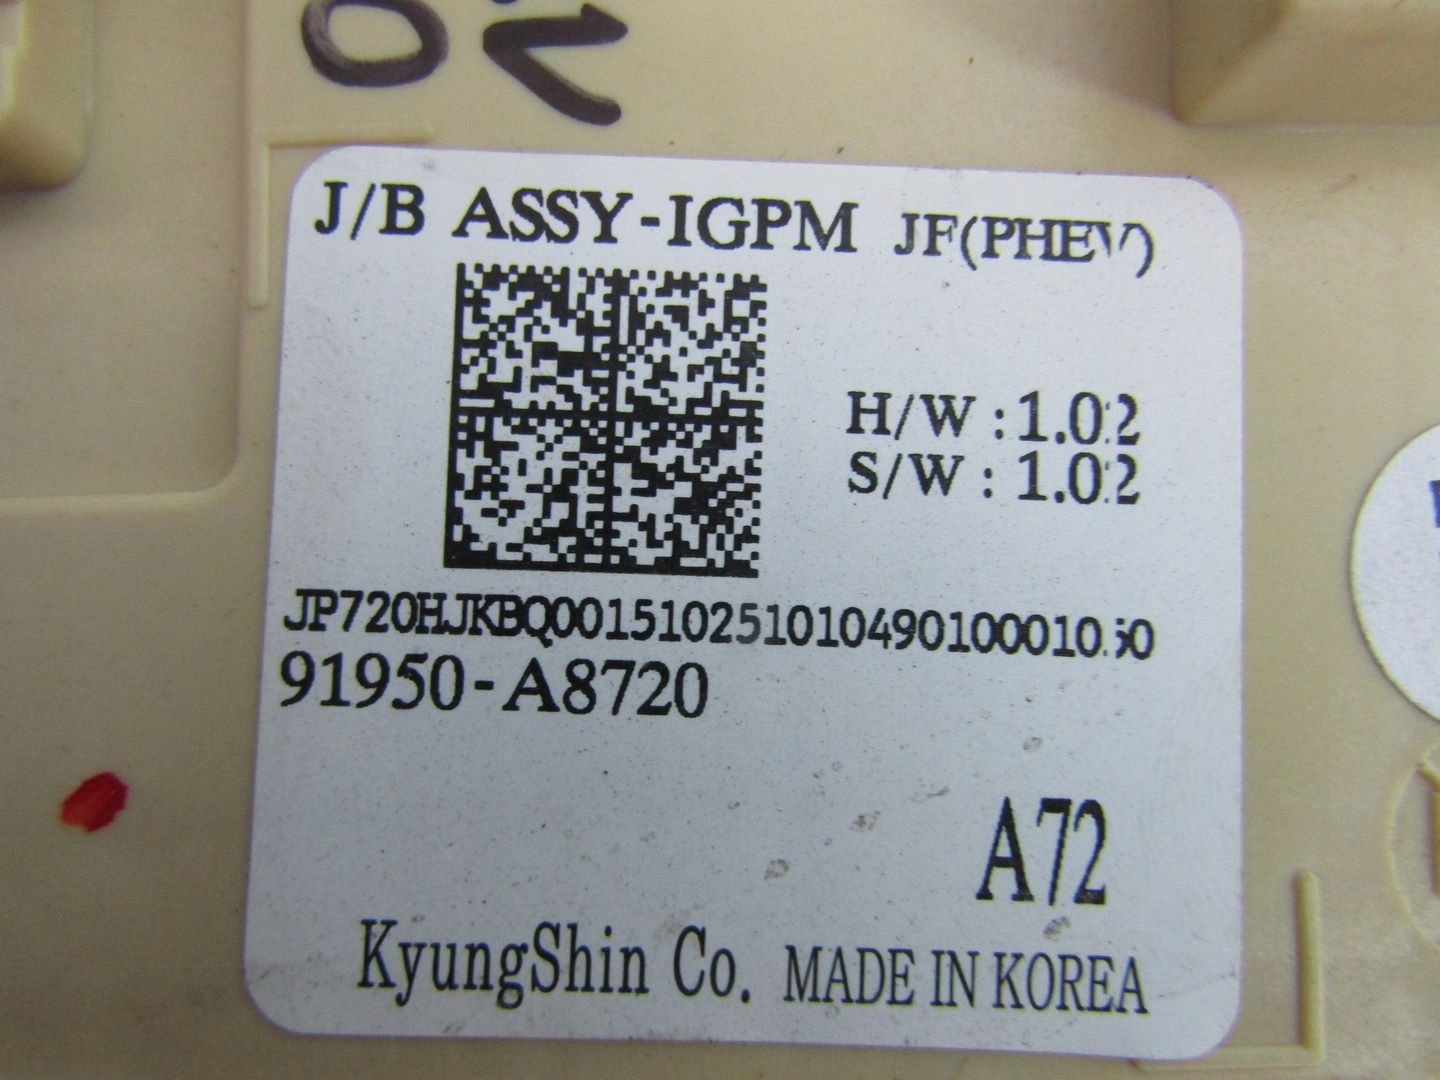 J/B ASSY-IGPM JF(PHEV)
H/W : 1.02
S/W : 1.02
91950-A8720
A72
KyungShin Co. MADE IN KOREA